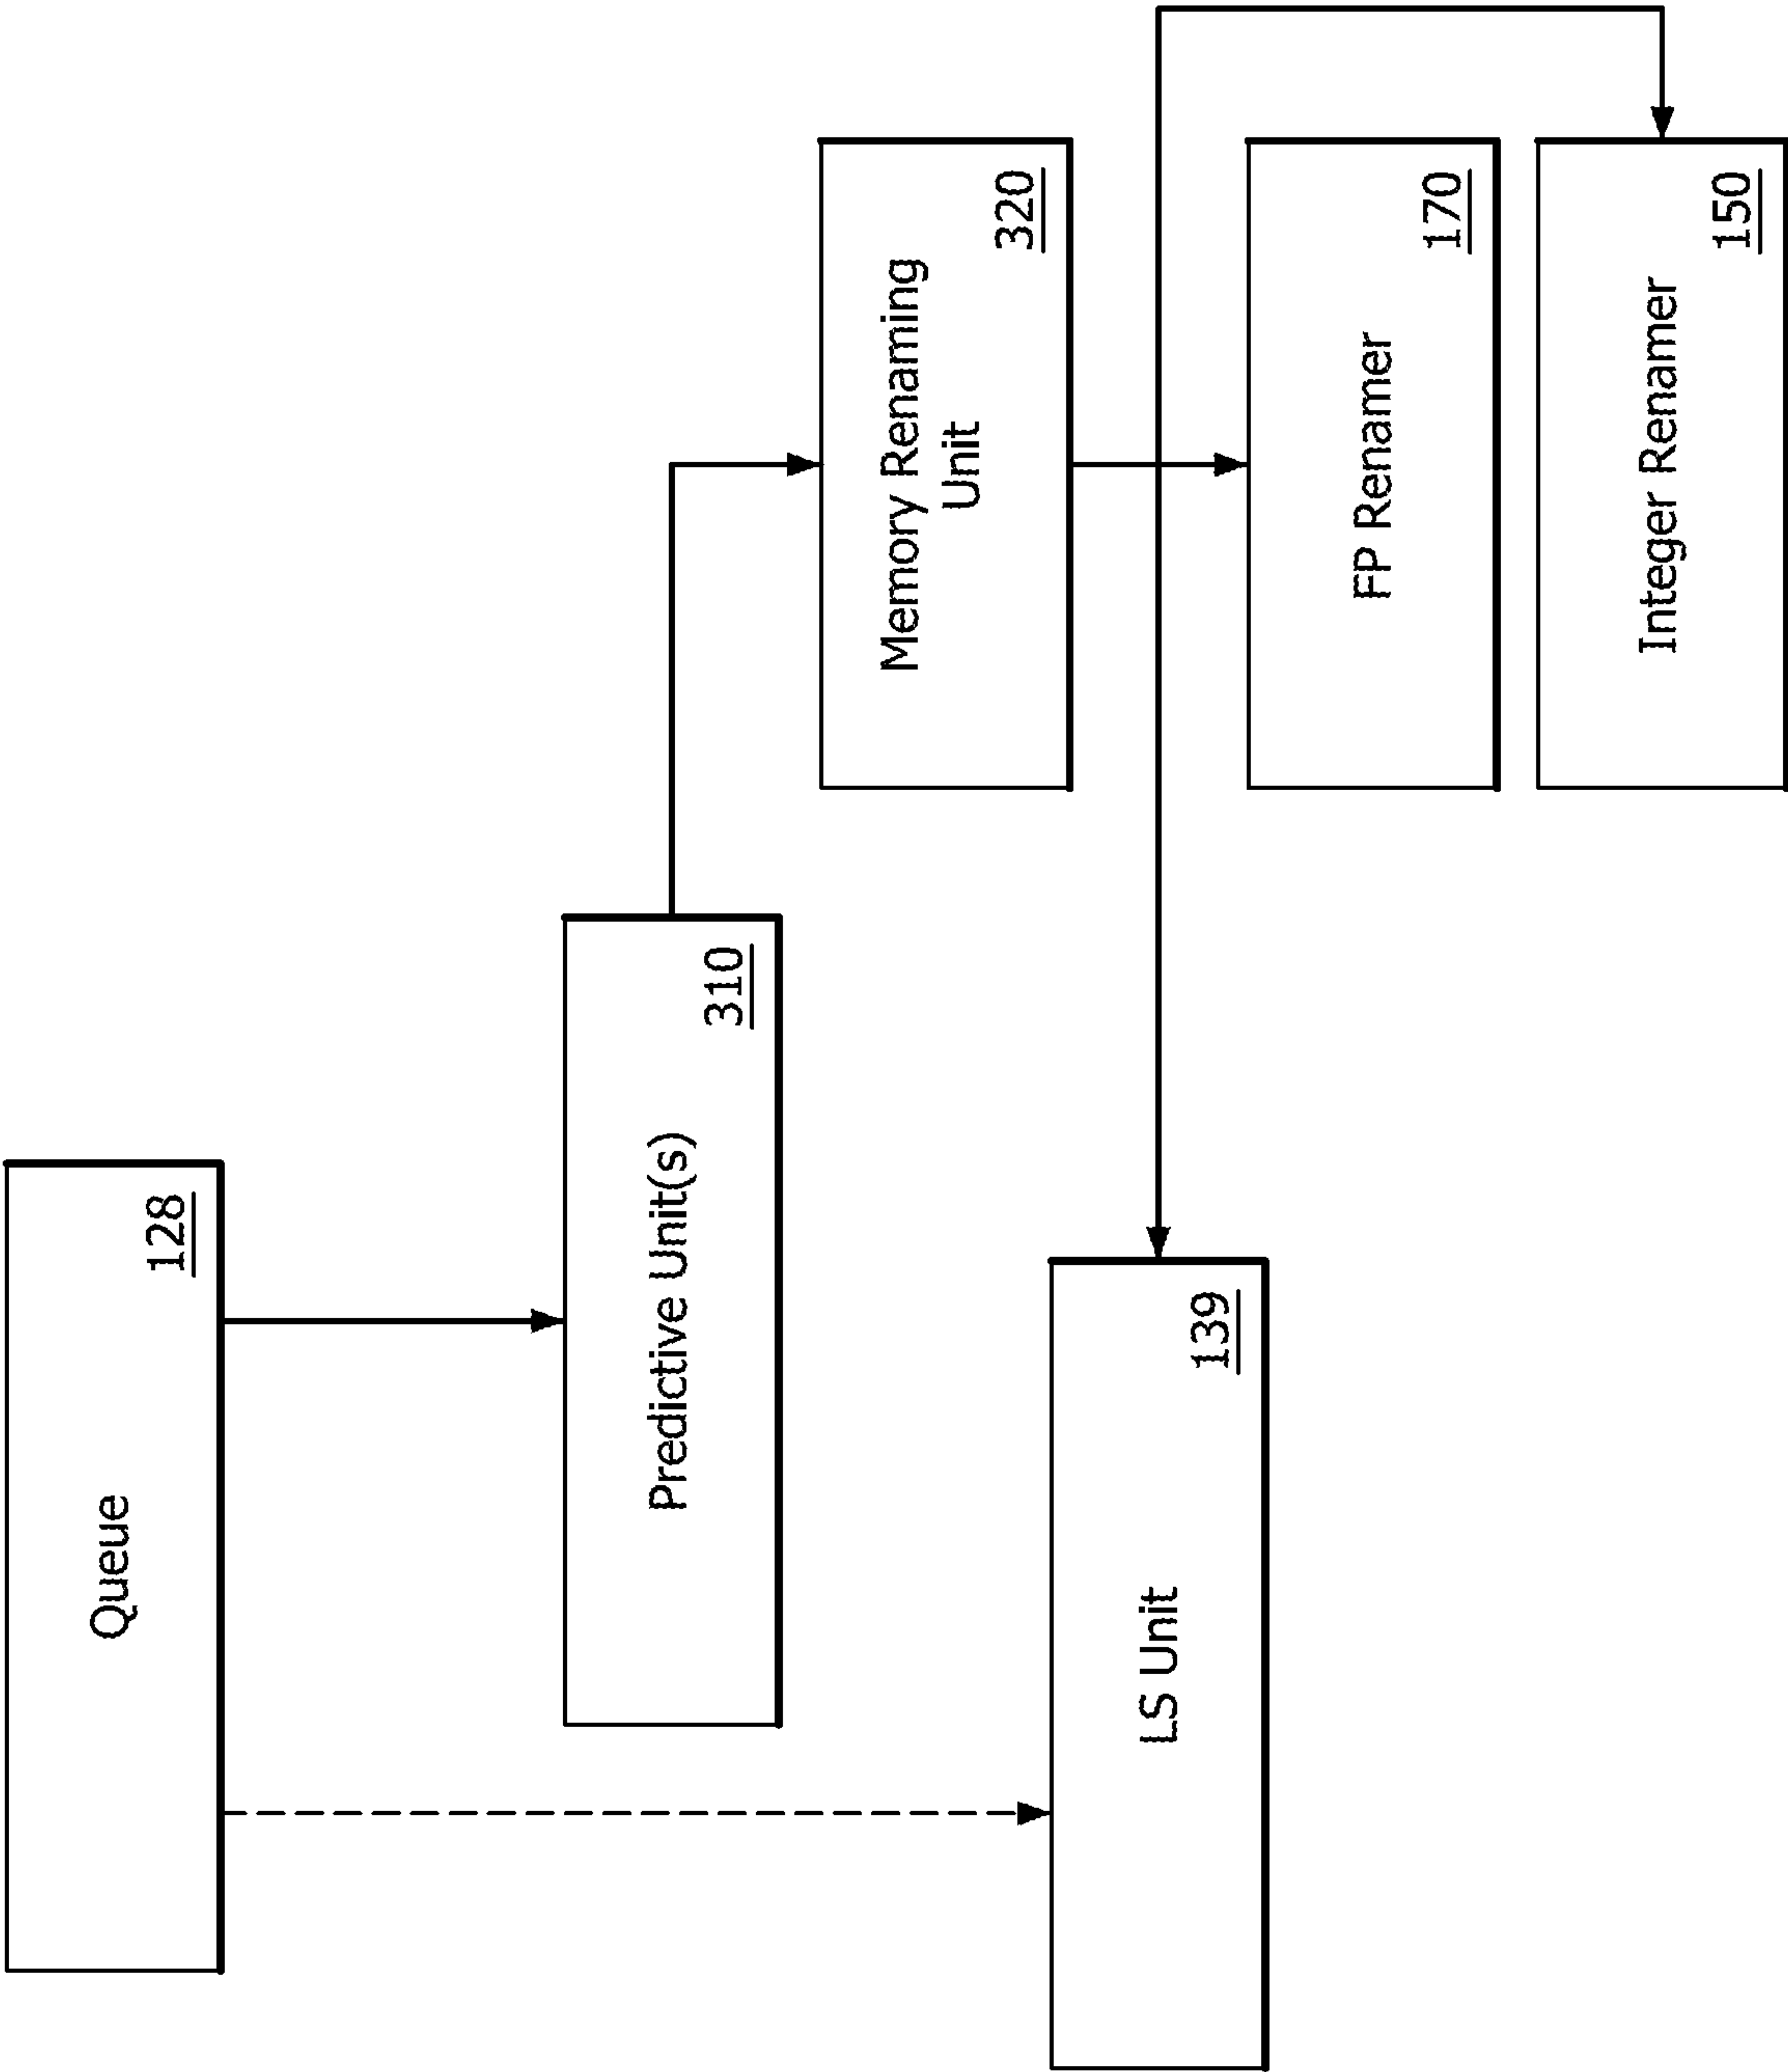 Queue
128
Predictive Unit(s)
310
Memory Renaming
Unit
320
LS Unit
139
FP Renamer
170
Integer Renamer
150